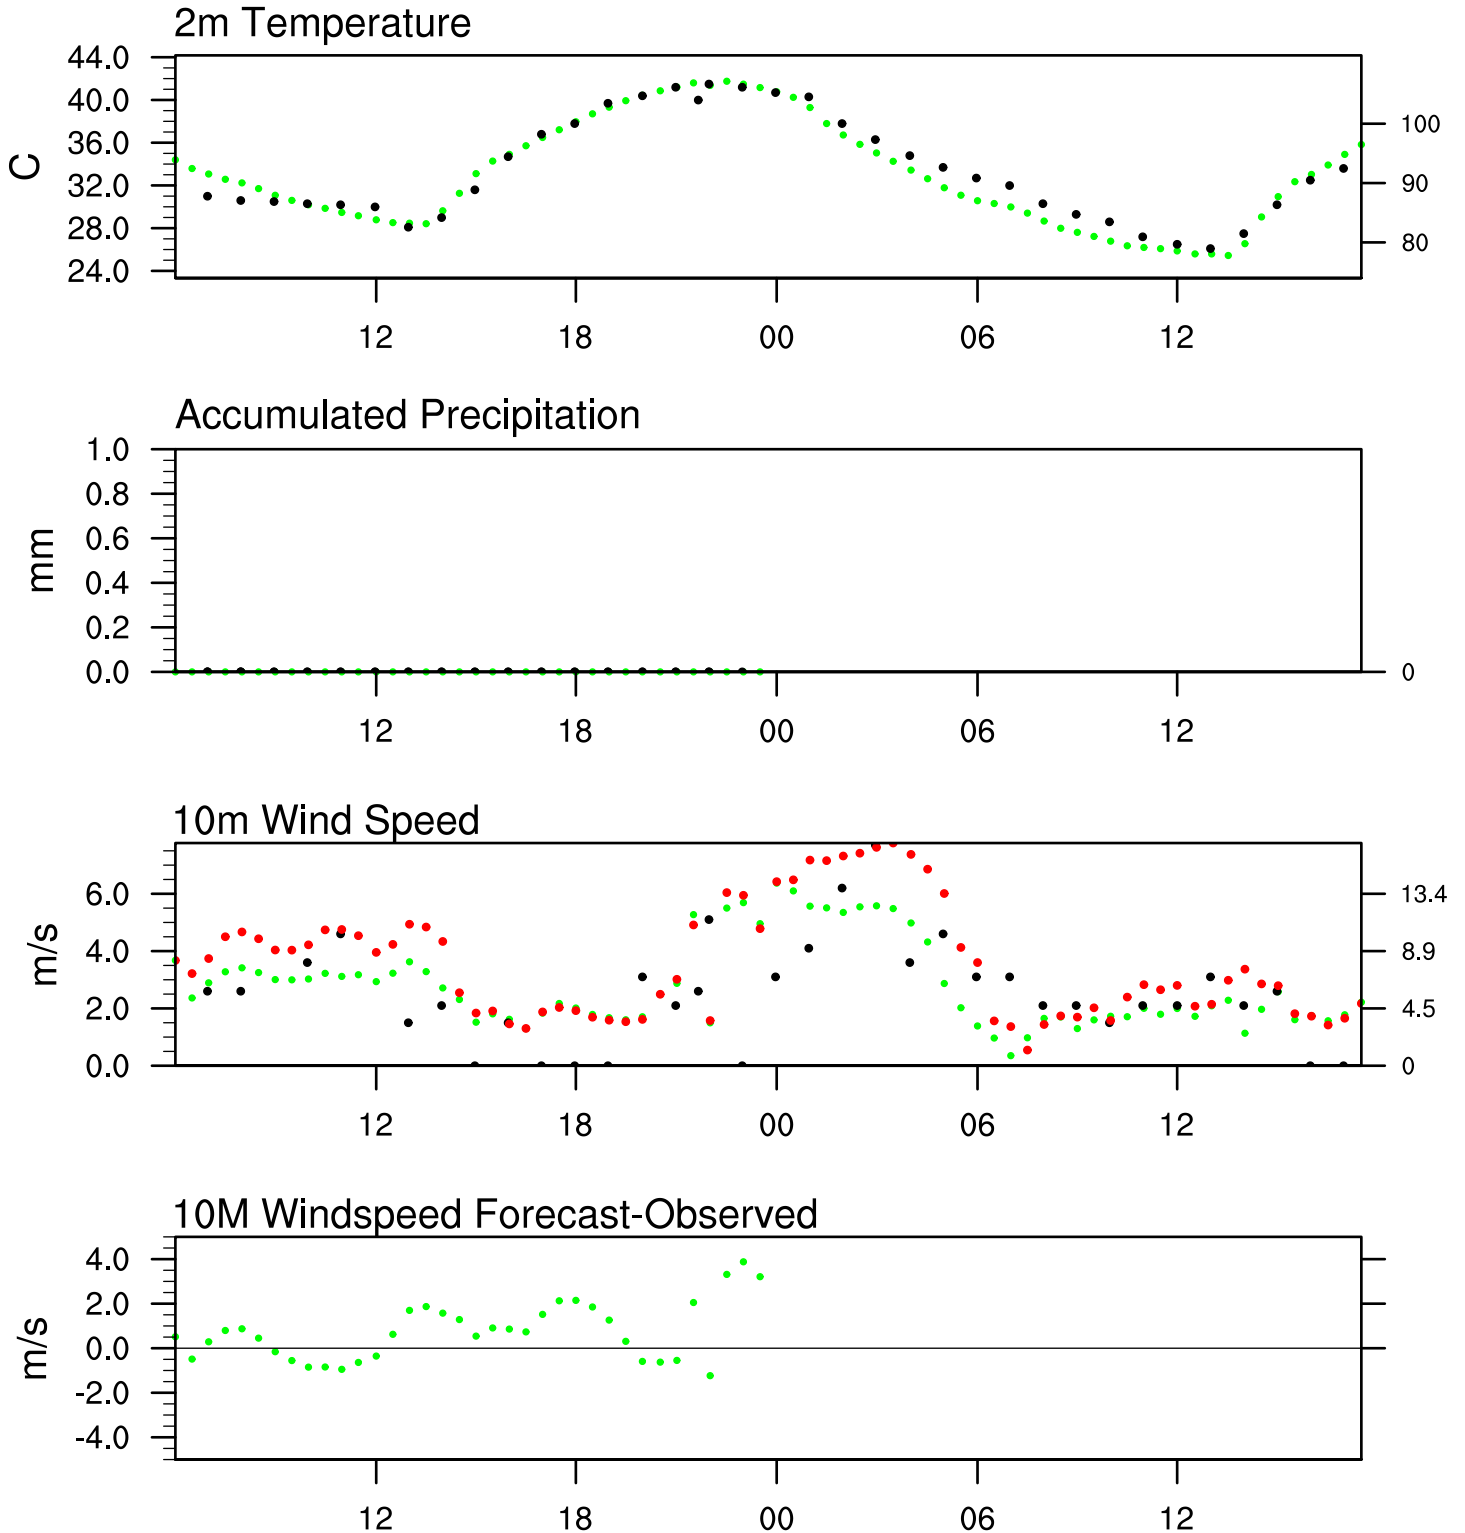 2m Temperature
44.0
40.0
36.0
32.0
28.0
24.0
C
100
90
80
12 18 00 06 12
Accumulated Precipitation
1.0
0.8
0.6
0.4
0.2
0.0
mm
0
12 18 00 06 12
10m Wind Speed
6.0
4.0
2.0
0.0
m/s
13.4
8.9
4.5
0
12 18 00 06 12
10M Windspeed Forecast-Observed
4.0
2.0
0.0
-2.0
-4.0
m/s
12 18 00 06 12